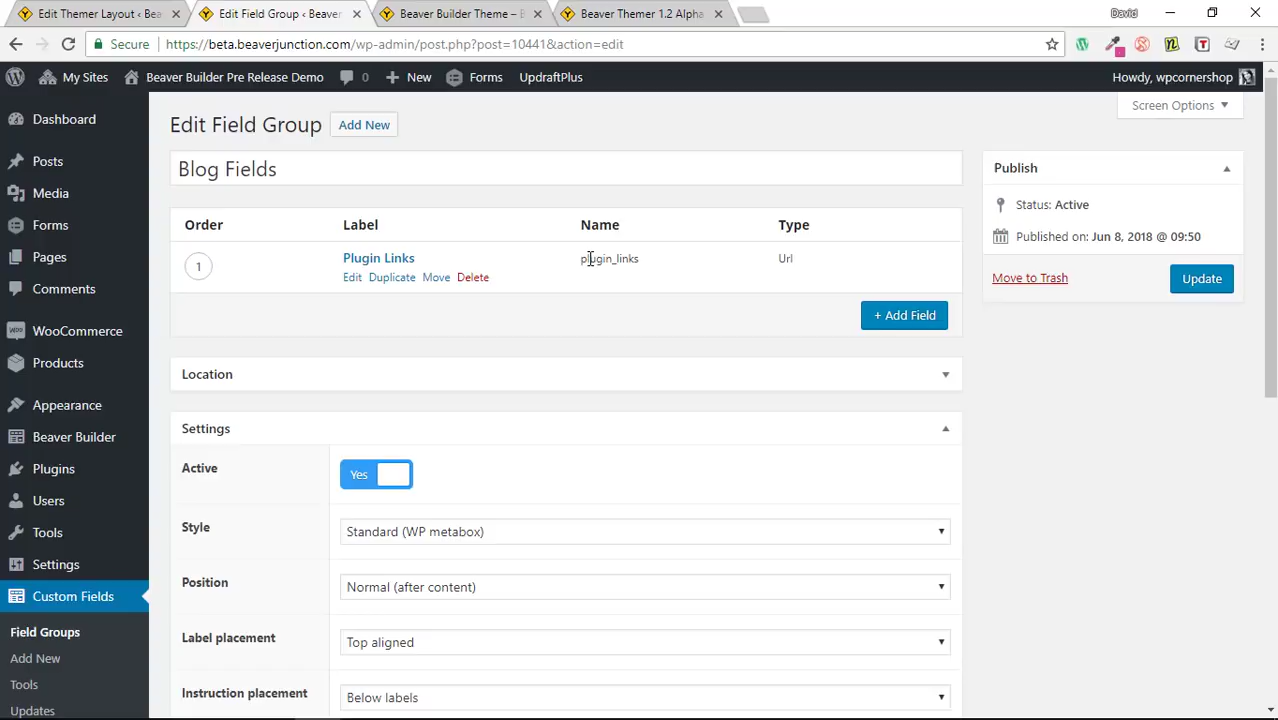 Edit Themer Layout ‹ Bea
Edit Field Group ‹ Beaver
Beaver Builder Theme – B
Beaver Themer 1.2 Alpha
David
Secure
https://beta.beaverjunction.com/wp-admin/post.php?post=10441&action=edit
My Sites
Beaver Builder Pre Release Demo
0
New
Forms
UpdraftPlus
Howdy, wpcornershop
Screen Options
Dashboard
Posts
Media
Forms
Pages
Comments
WooCommerce
Products
Appearance
Beaver Builder
Plugins
Users
Tools
Settings
Custom Fields
Field Groups
Add New
Tools
Updates
Edit Field Group
Add New
Blog Fields
Order Label Name Type
1 Plugin Links plugin_links Url
Edit Duplicate Move Delete
+ Add Field
Location
Settings
Active Yes
Style Standard (WP metabox)
Position Normal (after content)
Label placement Top aligned
Instruction placement Below labels
Publish
Status: Active
Published on: Jun 8, 2018 @ 09:50
Move to Trash Update